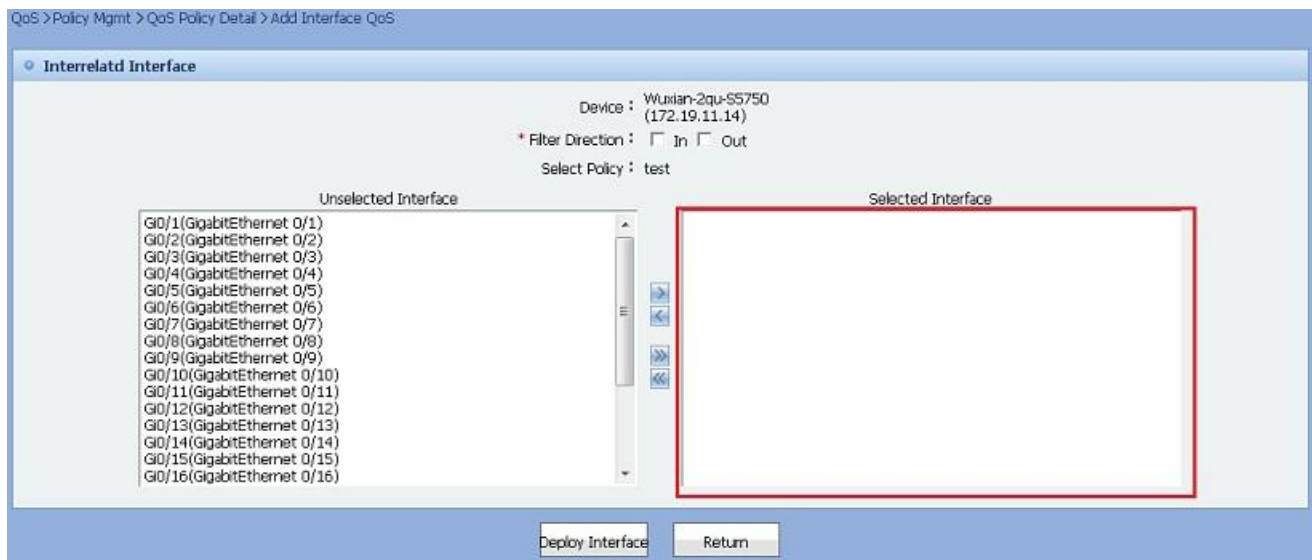 QoS >Policy Mgmt >QoS Policy Detail >Add Interface QoS
Interrelatd Interface
Device : Wuxian-2qu-S5750
(172.19.11.14)
* Filter Direction : In Out
Select Policy : test
Unselected Interface
Selected Interface
Gi0/1(GigabitEthernet 0/1)
Gi0/2(GigabitEthernet 0/2)
Gi0/3(GigabitEthernet 0/3)
Gi0/4(GigabitEthernet 0/4)
Gi0/5(GigabitEthernet 0/5)
Gi0/6(GigabitEthernet 0/6)
Gi0/7(GigabitEthernet 0/7)
Gi0/8(GigabitEthernet 0/8)
Gi0/9(GigabitEthernet 0/9)
Gi0/10(GigabitEthernet 0/10)
Gi0/11(GigabitEthernet 0/11)
Gi0/12(GigabitEthernet 0/12)
Gi0/13(GigabitEthernet 0/13)
Gi0/14(GigabitEthernet 0/14)
Gi0/15(GigabitEthernet 0/15)
Gi0/16(GigabitEthernet 0/16)
Deploy Interface
Return